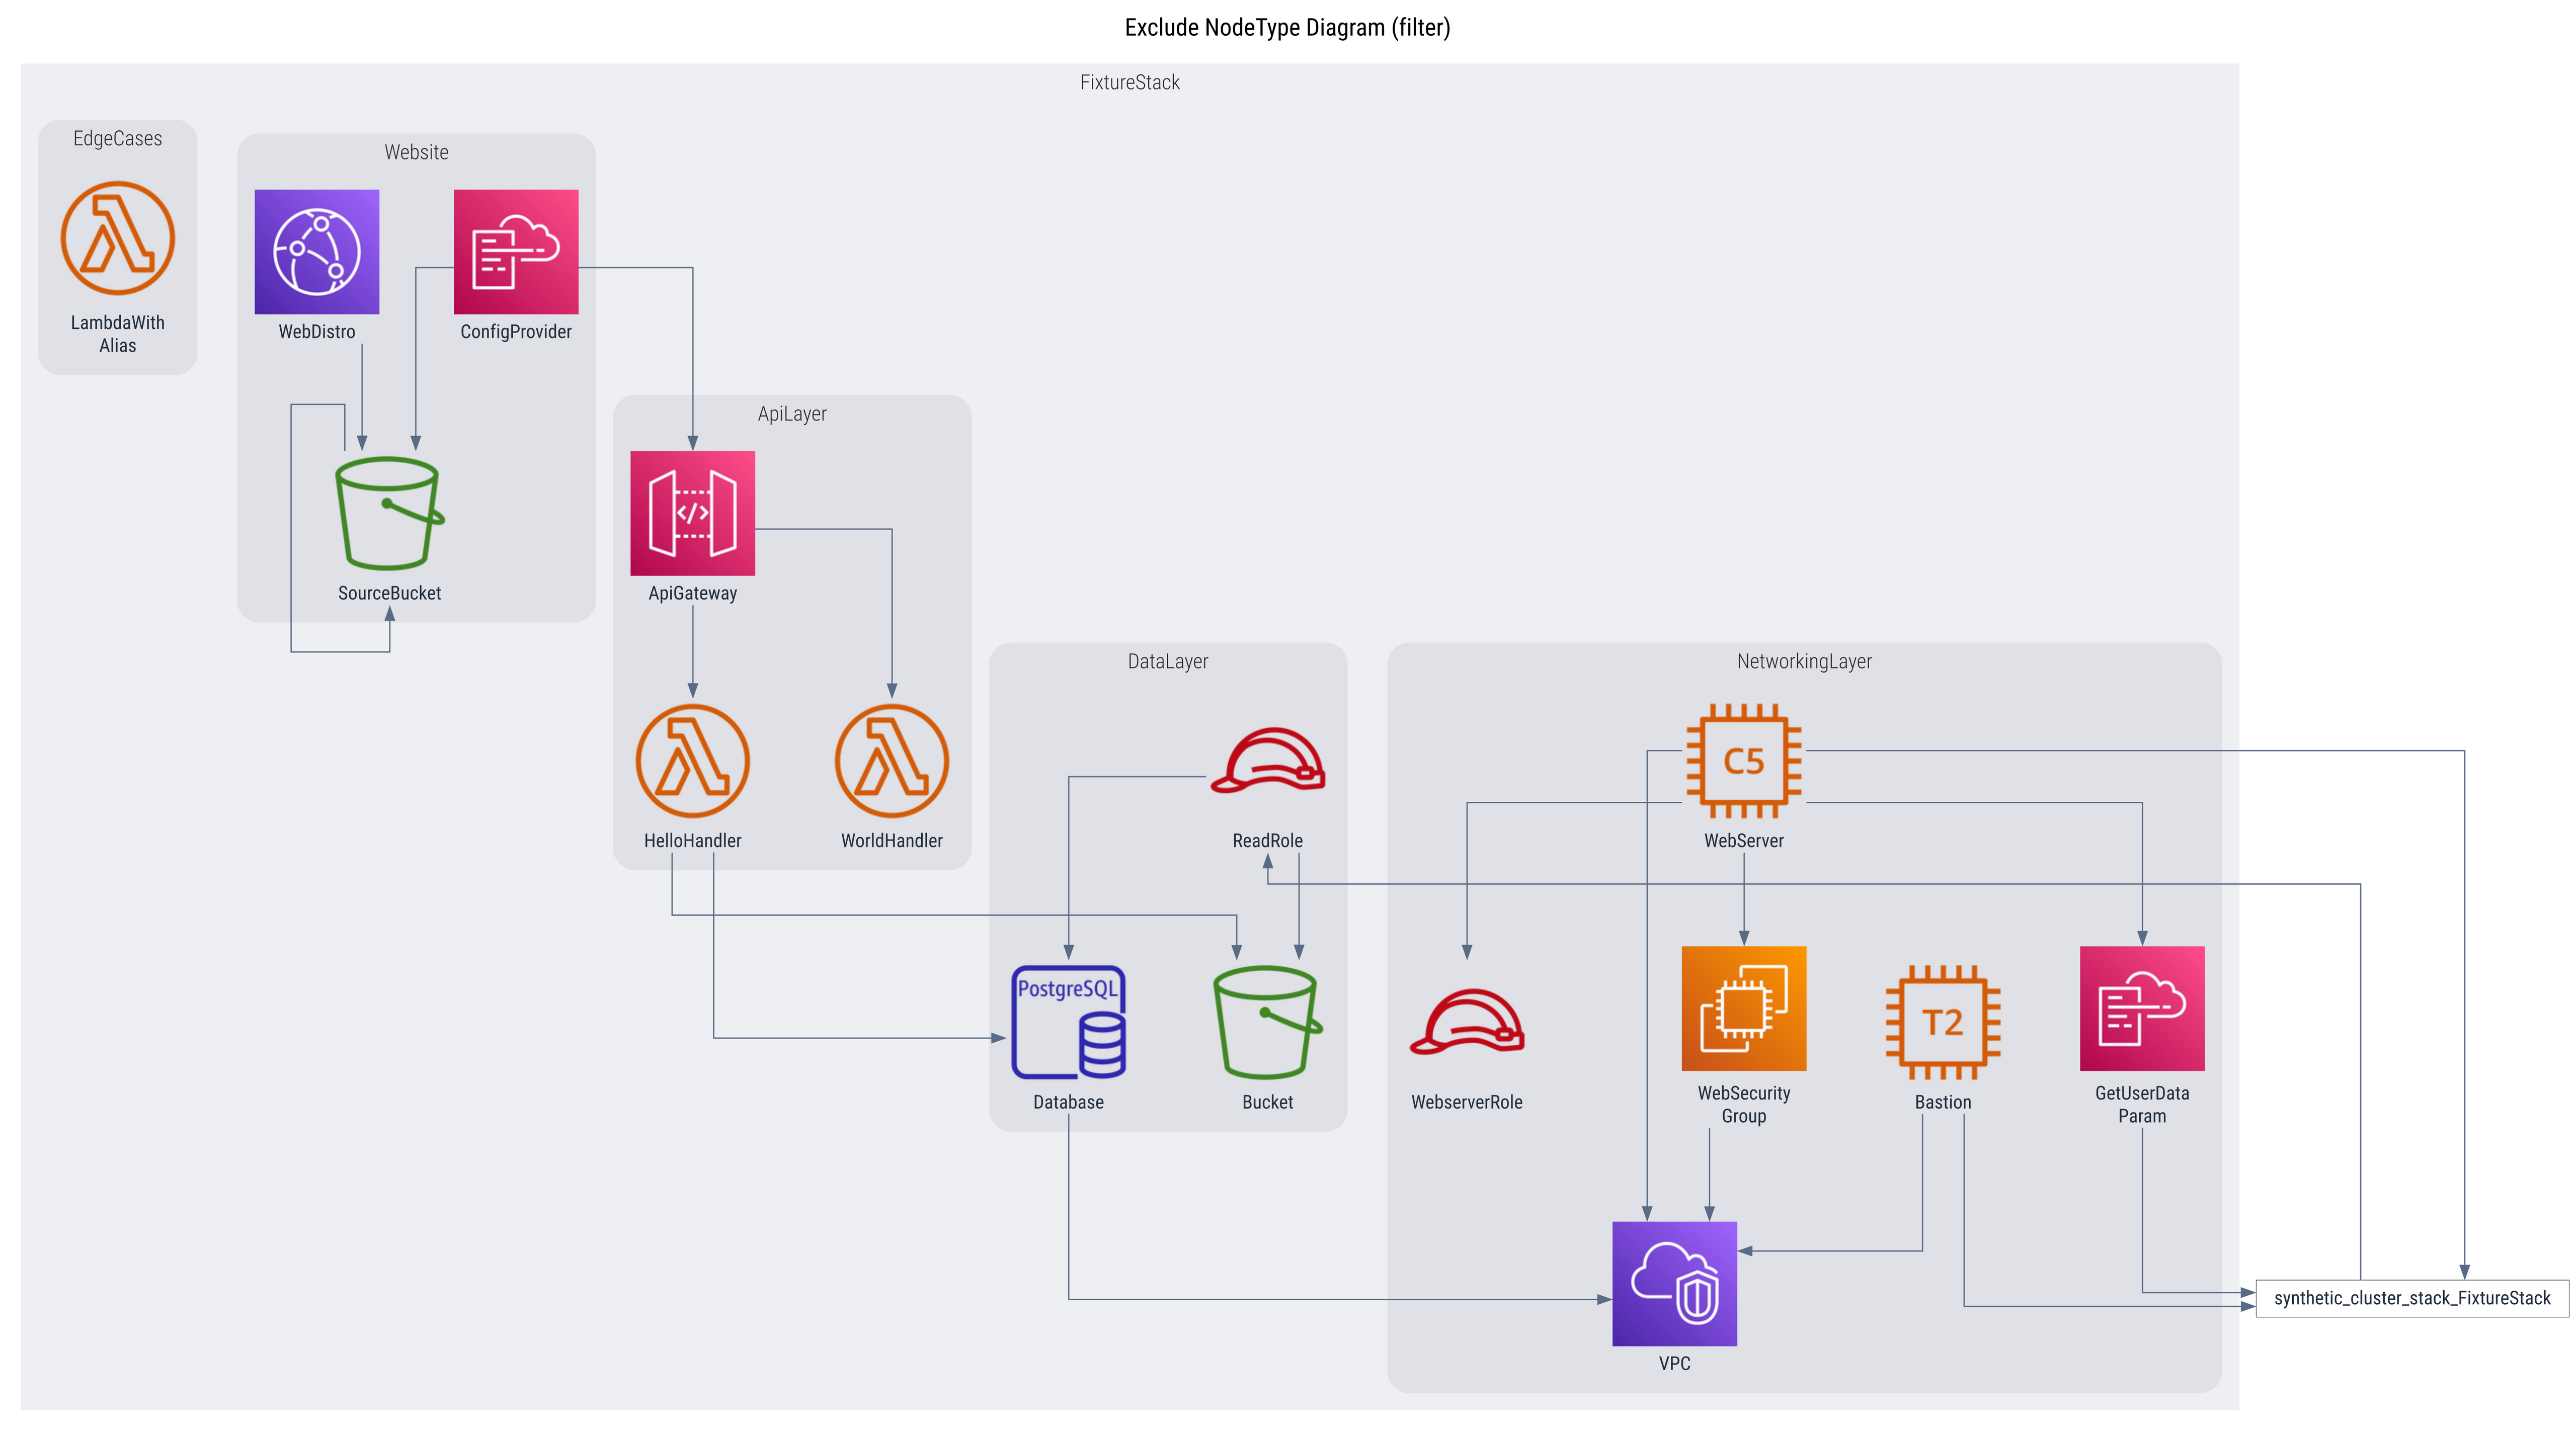 Exclude NodeType Diagram (filter)
FixtureStack
EdgeCases
LambdaWith
Alias
Website
WebDistro
ConfigProvider
SourceBucket
ApiLayer
</>
ApiGateway
HelloHandler
WorldHandler
DataLayer
ReadRole
PostgreSQL
Database
Bucket
NetworkingLayer
C5
WebServer
WebserverRole
WebSecurity
Group
T2
Bastion
GetUserData
Param
VPC
synthetic_cluster_stack_FixtureStack